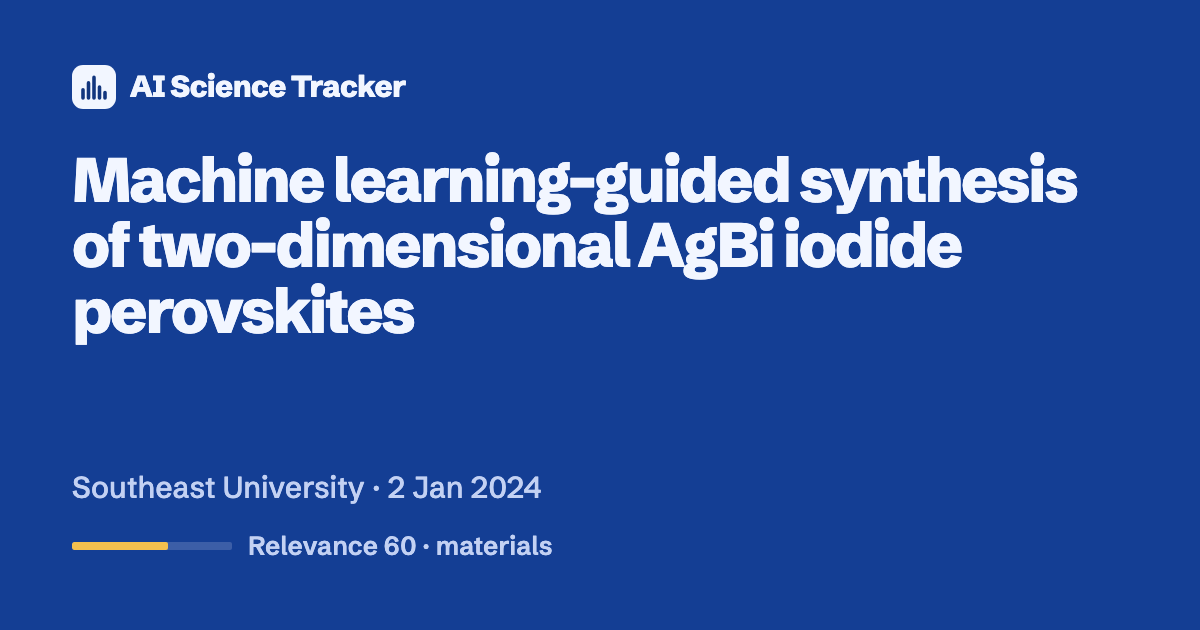 AI Science Tracker
Machine learning-guided synthesis
of two-dimensional AgBi iodide
perovskites
Southeast University · 2 Jan 2024
Relevance 60 · materials